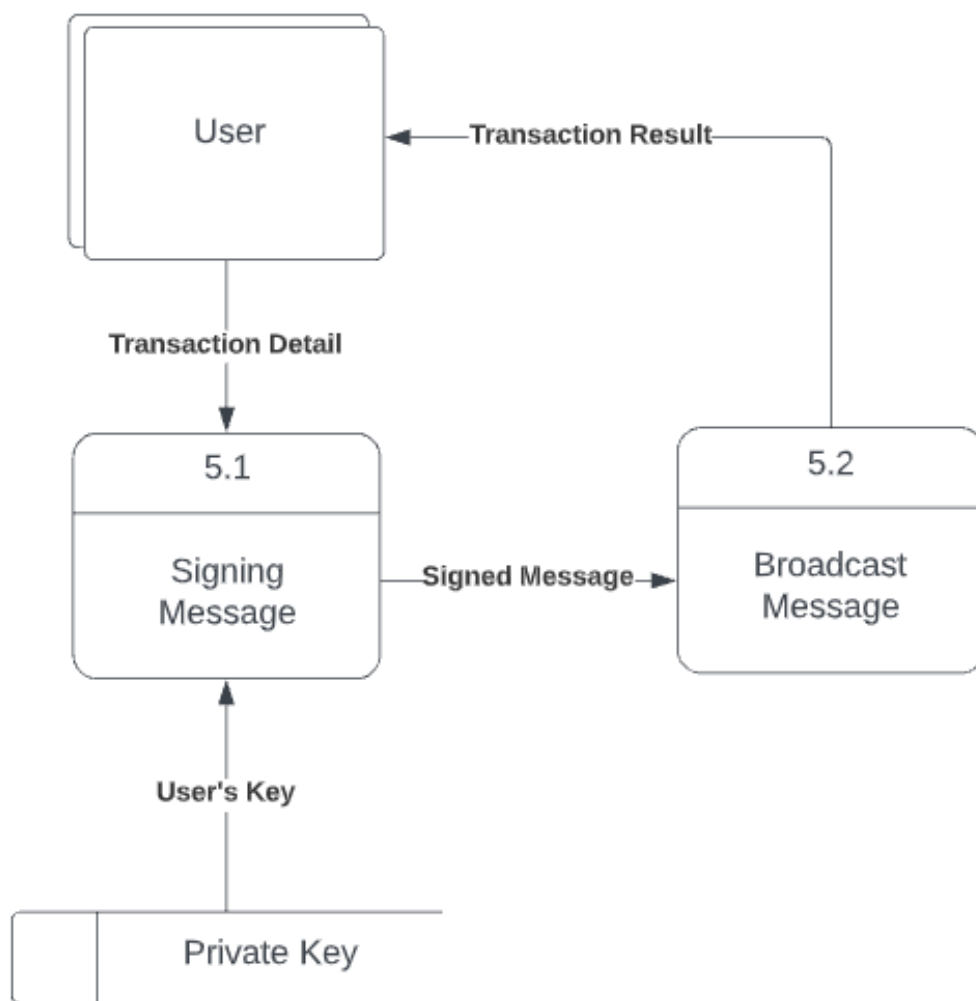 User
Transaction Result
Transaction Detail
5.1
Signing
Message
Signed Message
5.2
Broadcast
Message
User's Key
Private Key